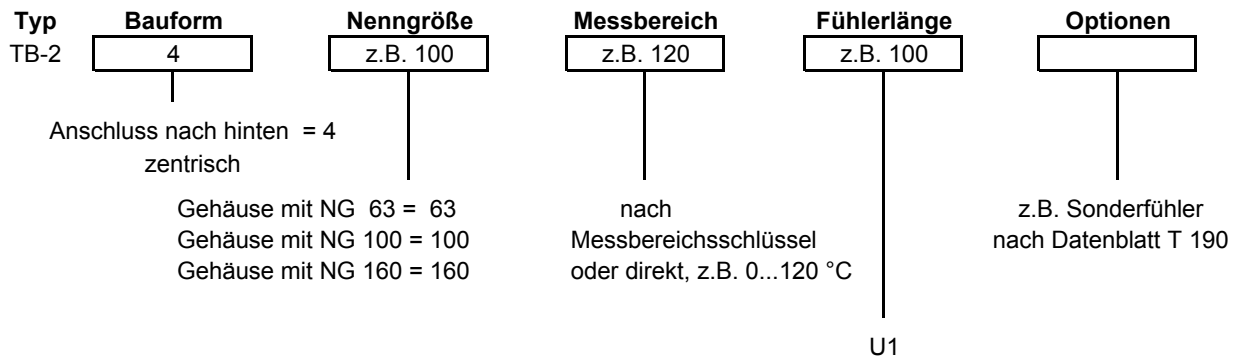 Typ Bauform Nenngröße Messbereich Fühlerlänge Optionen
TB-2 4 z.B. 100 z.B. 120 z.B. 100
Anschluss nach hinten = 4
zentrisch
Gehäuse mit NG 63 = 63 nach z.B. Sonderfühler
Gehäuse mit NG 100 = 100 Messbereichsschlüssel nach Datenblatt T 190
Gehäuse mit NG 160 = 160 oder direkt, z.B. 0...120 °C
U1